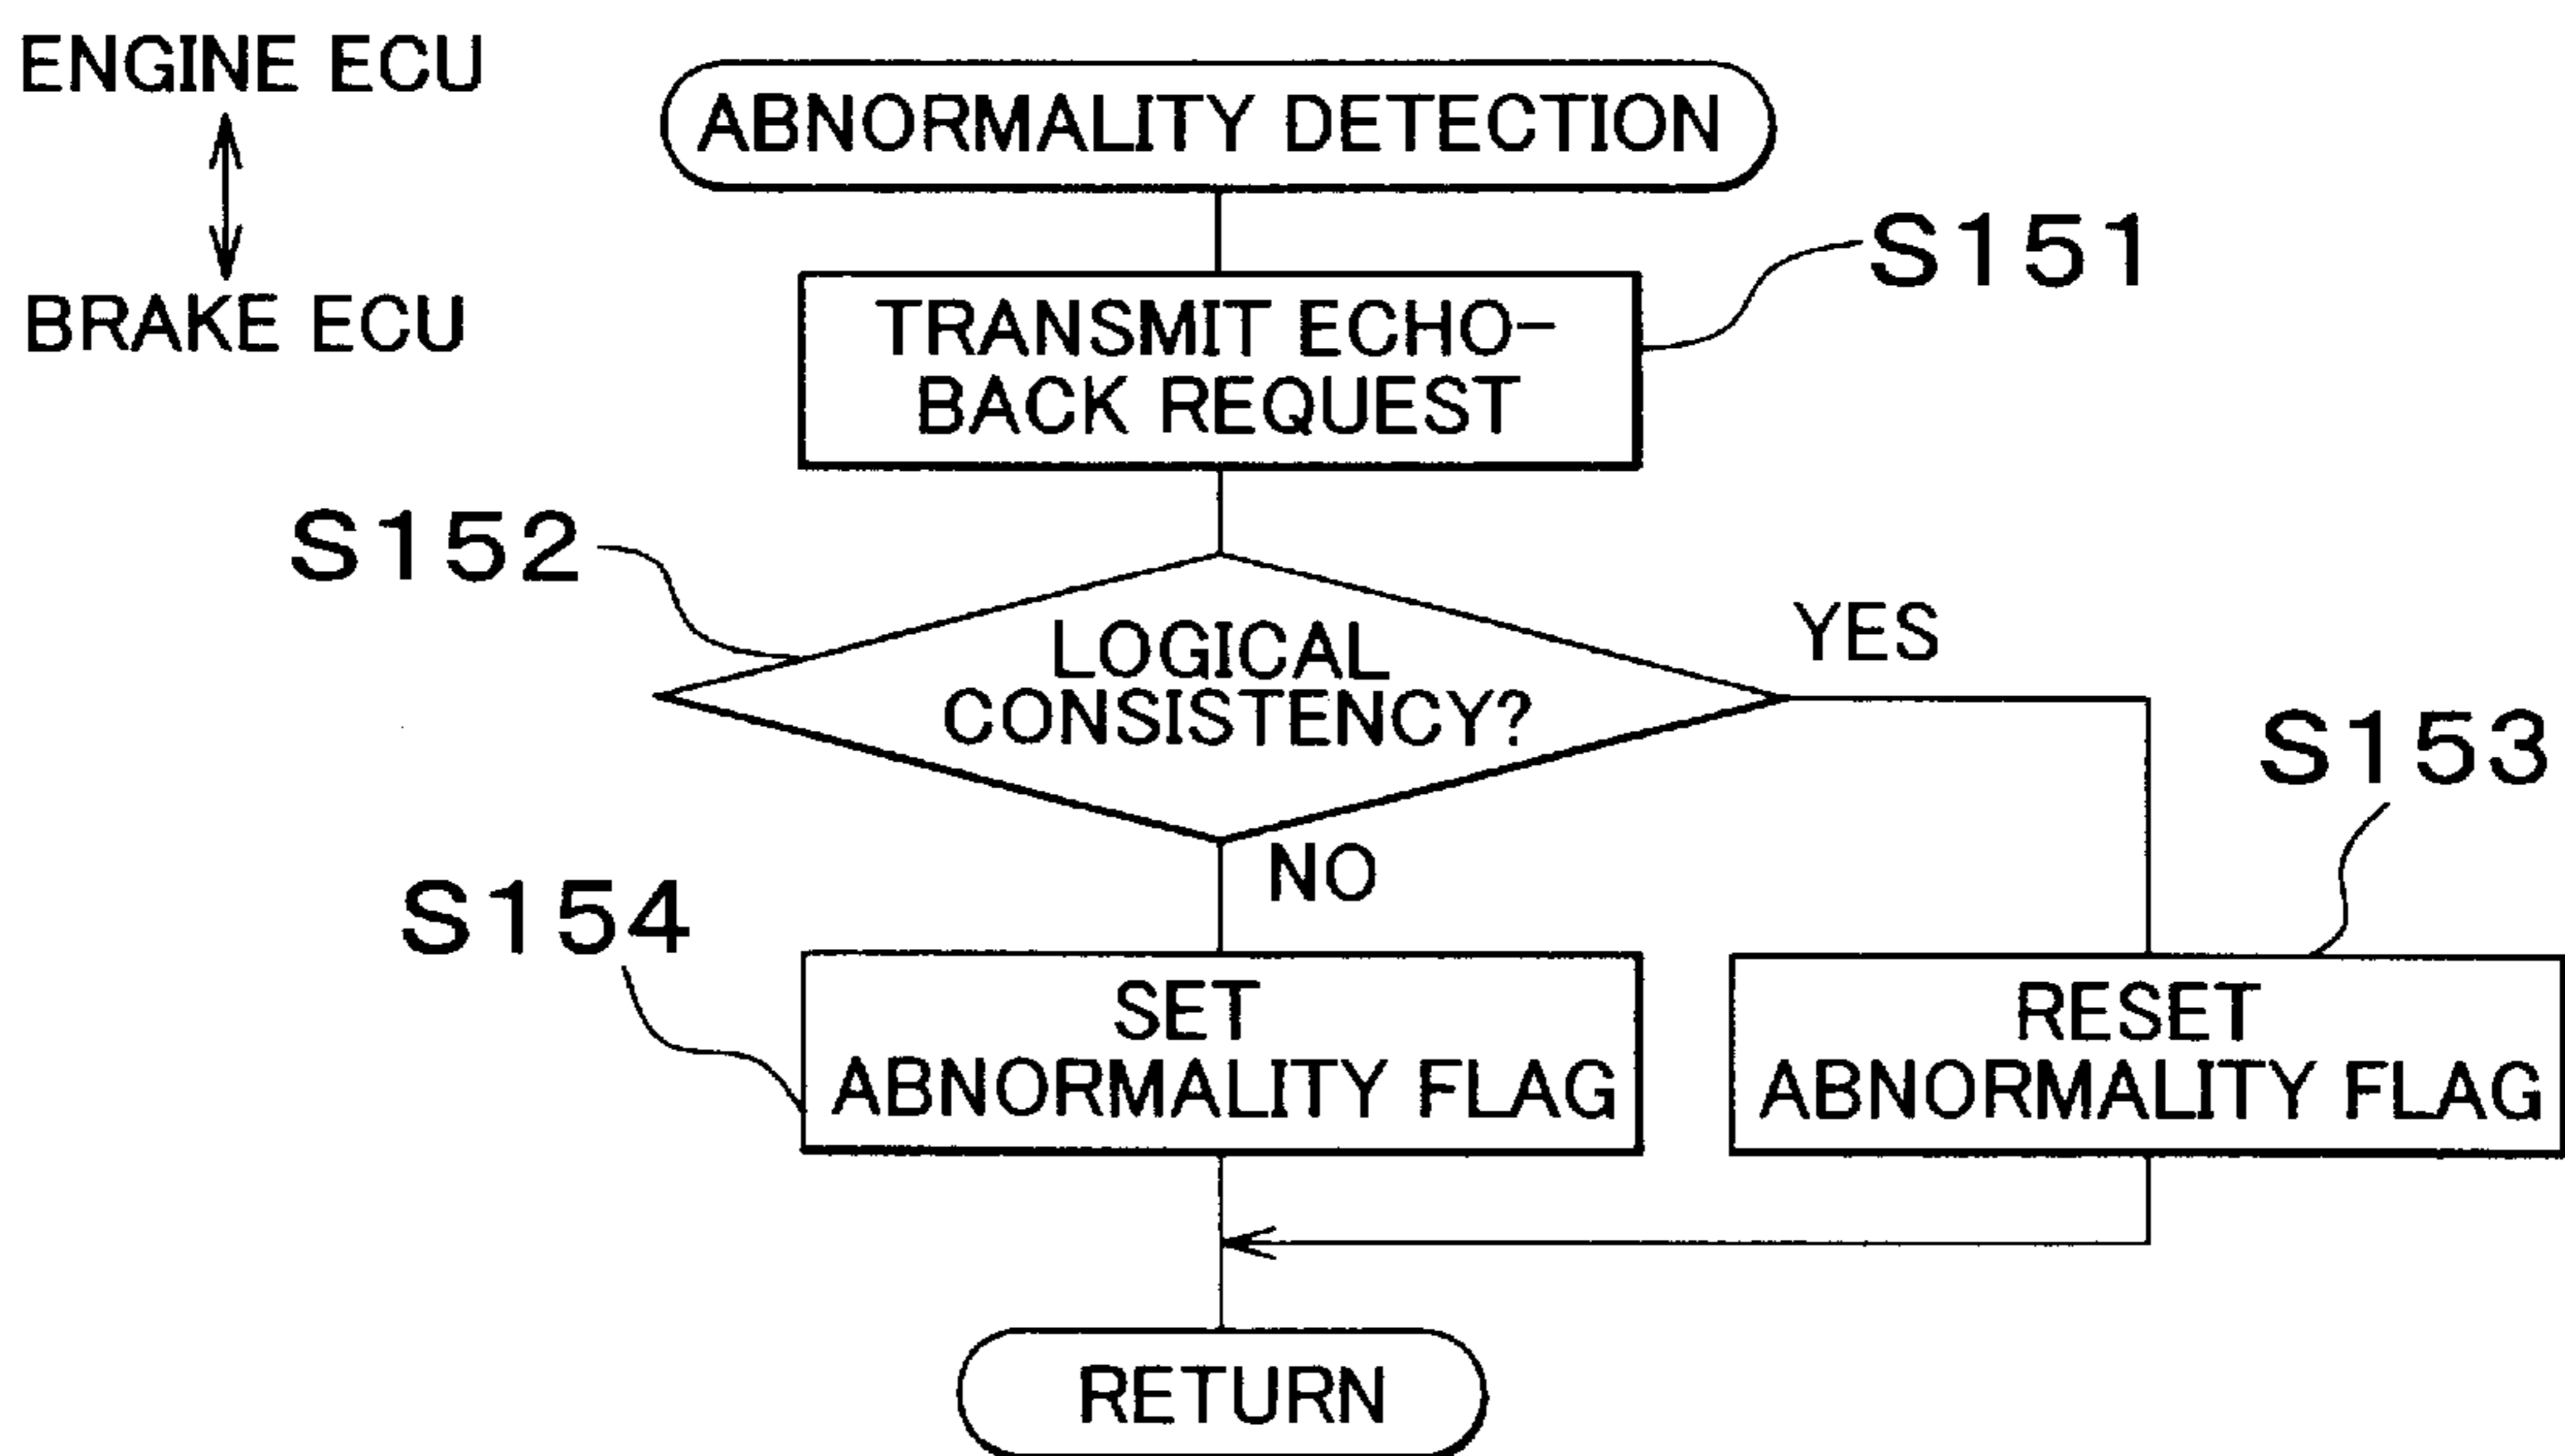 ENGINE ECU
BRAKE ECU
ABNORMALITY DETECTION
S151
TRANSMIT ECHO-
BACK REQUEST
S152
LOGICAL
CONSISTENCY?
YES
NO
S153
S154
SET
ABNORMALITY FLAG
RESET
ABNORMALITY FLAG
RETURN